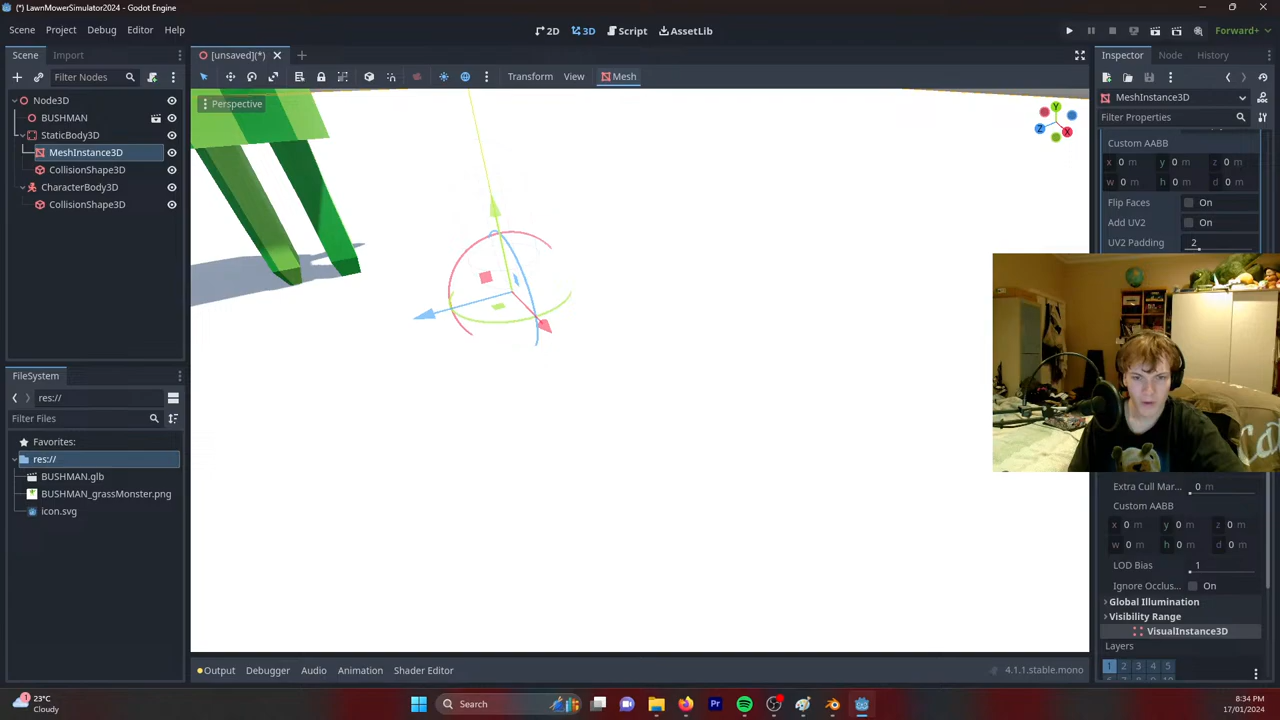 (*) LawnMowerSimulator2024 - Godot Engine
Scene Project Debug Editor Help
2D 3D Script AssetLib
Forward+
Scene Import
[unsaved](*)
Inspector Node History
Filter Nodes
Transform View Mesh
Perspective
Node3D
BUSHMAN
StaticBody3D
MeshInstance3D
CollisionShape3D
CharacterBody3D
CollisionShape3D
Y
Z
X
MeshInstance3D
Filter Properties
Custom AABB
x 0 m y 0 m z 0 m
w 0 m h 0 m d 0 m
Flip Faces On
Add UV2 On
UV2 Padding 2
FileSystem
res://
Filter Files
Favorites:
res://
BUSHMAN.glb
BUSHMAN_grassMonster.png
icon.svg
Extra Cull Mar... 0 m
Custom AABB
x 0 m y 0 m z 0 m
w 0 m h 0 m d 0 m
LOD Bias 1
Ignore Occlus... On
Global Illumination
Visibility Range
VisualInstance3D
Layers
1 2 3 4 5
Output Debugger Audio Animation Shader Editor
4.1.1.stable.mono
1
23°C
Cloudy
Search
Pr
8:34 PM
17/01/2024